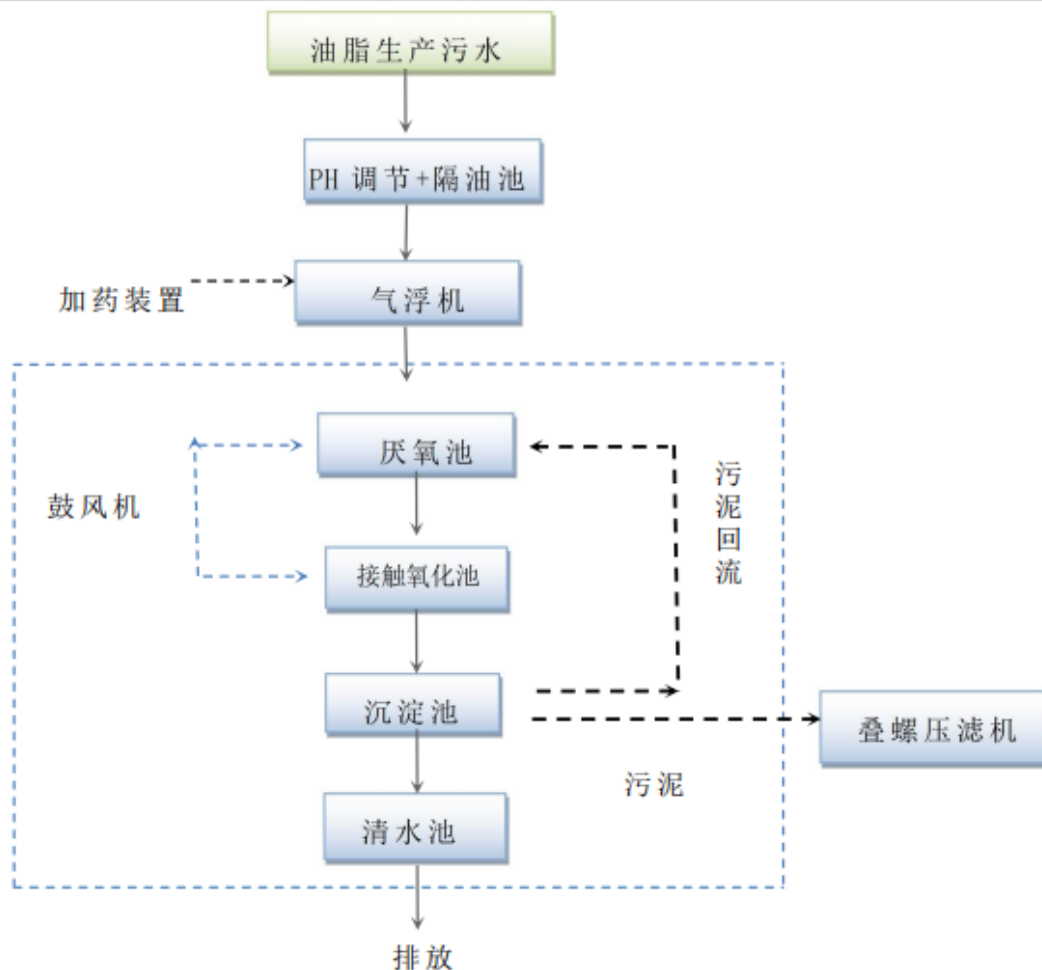 油脂生产污水
PH 调节+隔油池
加药装置
气浮机
厌氧池
鼓风机
污泥回流
接触氧化池
沉淀池
叠螺压滤机
污泥
清水池
排放